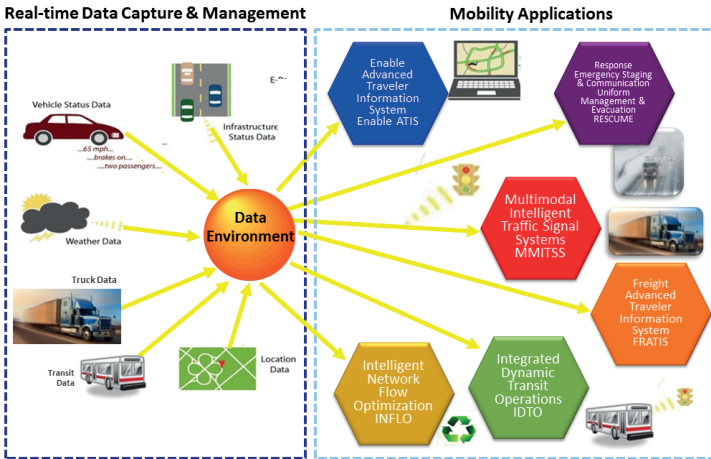 Real-time Data Capture & Management
Mobility Applications
Vehicle Status Data
...65 mph...
...brakes on....
...two passengers....
Infrastructure
Status Data
Weather Data
Truck Data
Transit
Data
Location
Data
Data
Environment
Enable
Advanced
Traveler
Information
System
Enable ATIS
Response
Emergency Staging
& Communication
Uniform
Management &
Evacuation
RESCUME
Multimodal
Intelligent
Traffic Signal
Systems
MMITSS
Freight
Advanced
Traveler
Information
System
FRATIS
Intelligent
Network
Flow
Optimization
INFLO
Integrated
Dynamic
Transit
Operations
IDTO